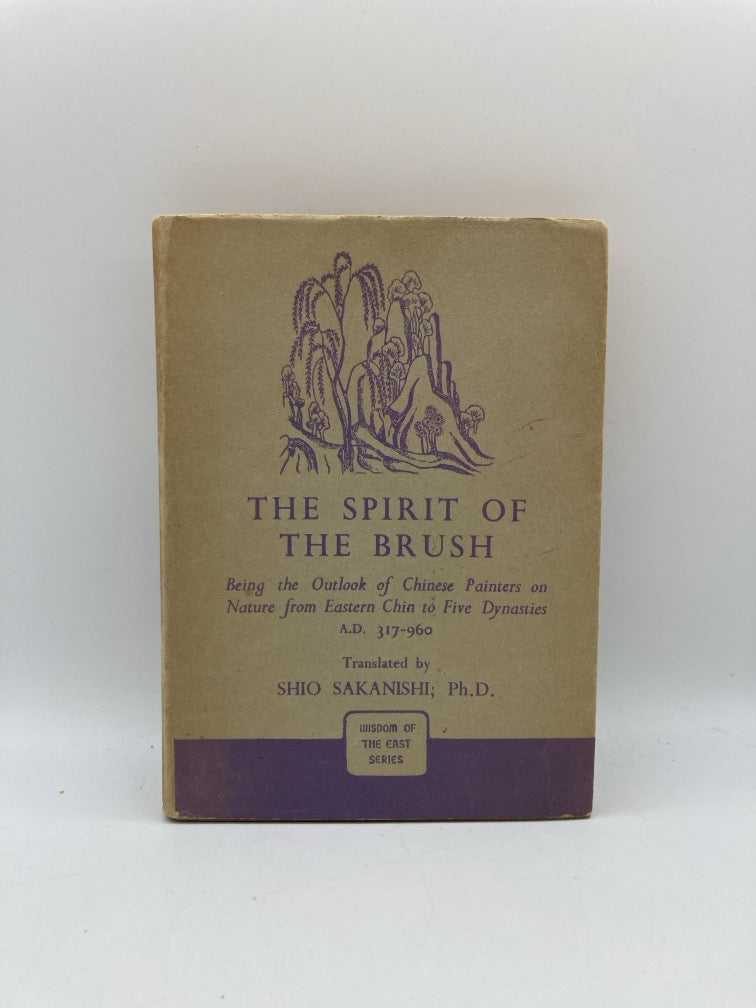 THE SPIRIT OF
THE BRUSH
Being the Outlook of Chinese Painters on
Nature from Eastern Chin to Five Dynasties
A.D. 317-960
Translated by
SHIO SAKANISHI, Ph.D.
WISDOM OF
THE EAST
SERIES